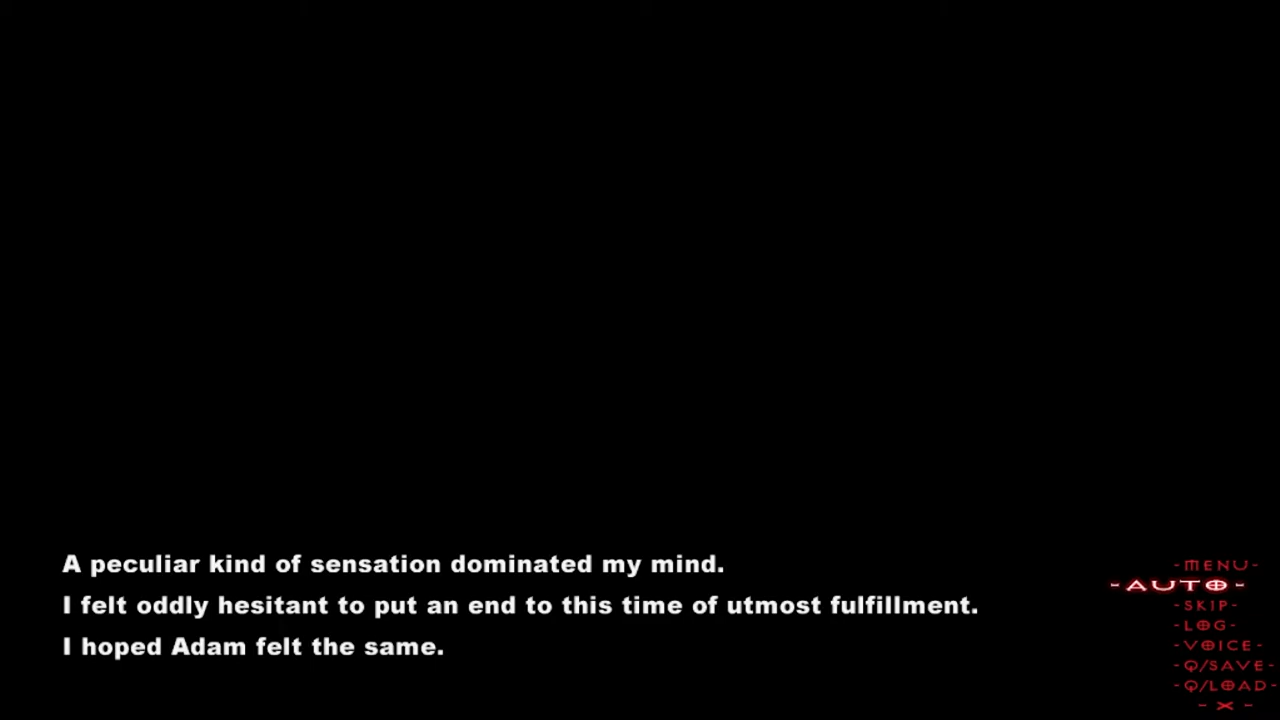 A peculiar kind of sensation dominated my mind.
I felt oddly hesitant to put an end to this time of utmost fulfillment.
I hoped Adam felt the same.
-MENU-
-AUTO-
-SKIP-
-LOG-
-VOICE-
-Q/SAVE-
-Q/LOAD-
-X-